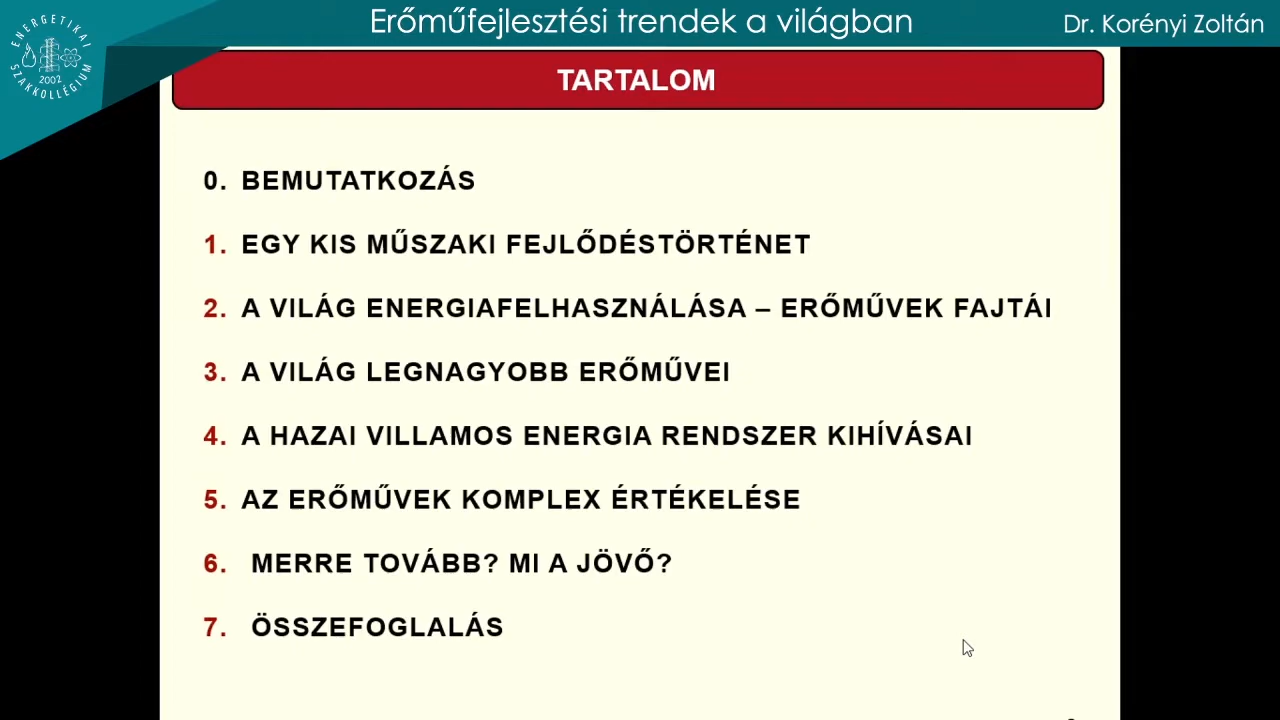 Erőműfejlesztési trendek a világban
Dr. Korényi Zoltán
ENERGETIKAI
2002
SZAKKOLLÉGIUM
TARTALOM
0. BEMUTATKOZÁS
1. EGY KIS MŰSZAKI FEJLŐDÉSTÖRTÉNET
2. A VILÁG ENERGIAFELHASZNÁLÁSA – ERŐMŰVEK FAJTÁI
3. A VILÁG LEGNAGYOBB ERŐMŰVEI
4. A HAZAI VILLAMOS ENERGIA RENDSZER KIHÍVÁSAI
5. AZ ERŐMŰVEK KOMPLEX ÉRTÉKELÉSE
6. MERRE TOVÁBB? MI A JÖVŐ?
7. ÖSSZEFOGLALÁS